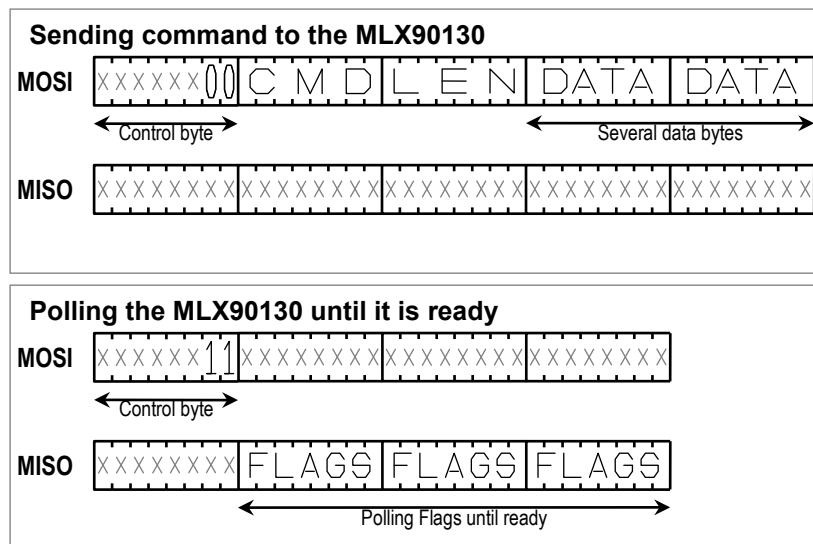 Sending command to the MLX90130
MOSI XXXXXX00 CMD LEN DATA DATA
Control byte Several data bytes
MISO XXXXXXXX XXXXXXXX XXXXXXXX XXXXXXXX XXXXXXXX
Polling the MLX90130 until it is ready
MOSI XXXXXX11 XXXXXXXX XXXXXXXX XXXXXXXX
Control byte
MISO XXXXXXXX FLAGS FLAGS FLAGS
Polling Flags until ready